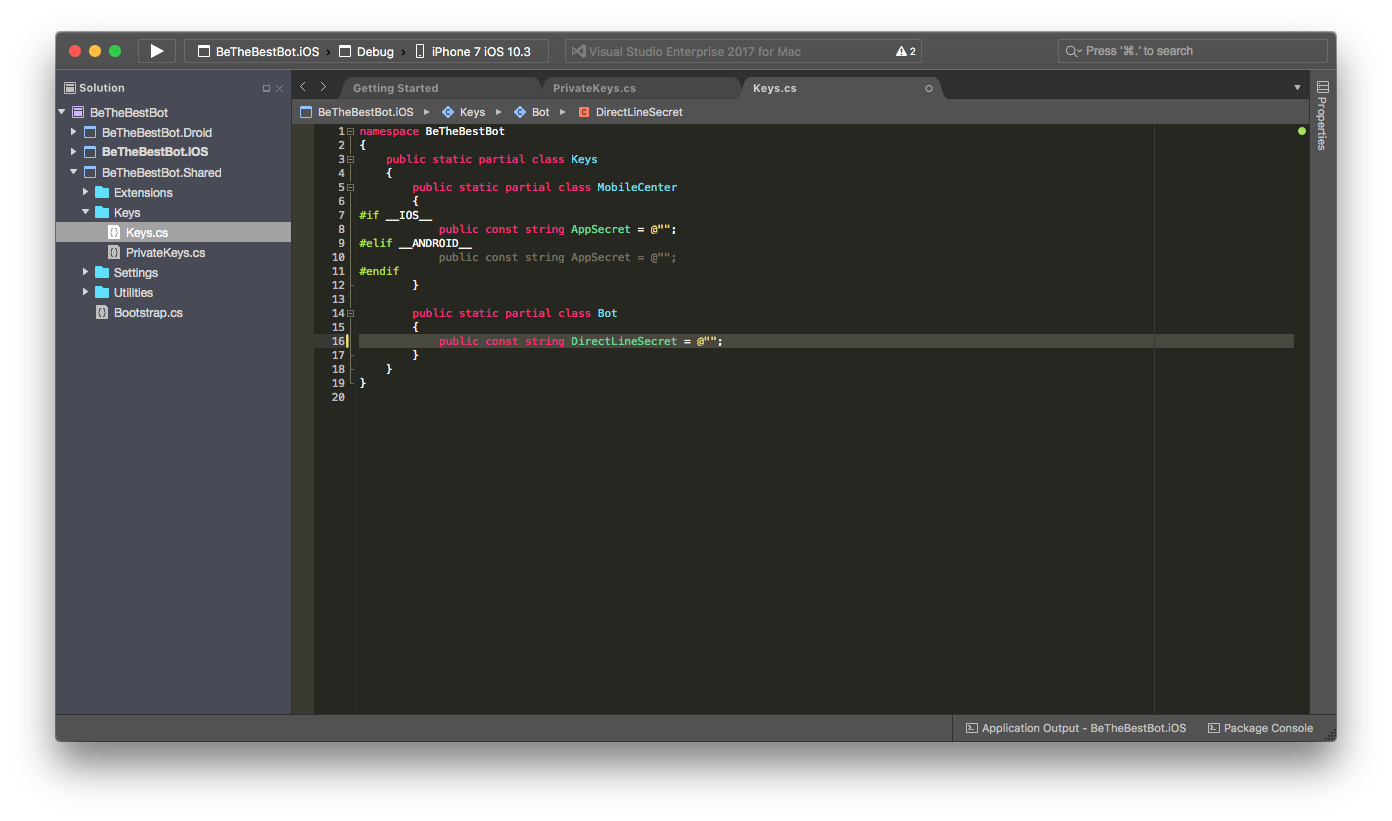 BeTheBestBot.iOS › Debug › iPhone 7 iOS 10.3
Visual Studio Enterprise 2017 for Mac
2
Press '⌘.' to search
Solution
BeTheBestBot
BeTheBestBot.Droid
BeTheBestBot.iOS
BeTheBestBot.Shared
Extensions
Keys
Keys.cs
PrivateKeys.cs
Settings
Utilities
Bootstrap.cs
Getting Started
PrivateKeys.cs
Keys.cs
BeTheBestBot.iOS ▸ Keys ▸ Bot ▸ DirectLineSecret
1 namespace BeTheBestBot
2 {
3     public static partial class Keys
4     {
5         public static partial class MobileCenter
6         {
7 #if __IOS__
8             public const string AppSecret = @"";
9 #elif __ANDROID__
10             public const string AppSecret = @"";
11 #endif
12         }
13
14         public static partial class Bot
15         {
16             public const string DirectLineSecret = @"";
17         }
18     }
19 }
20
Properties
Application Output - BeTheBestBot.iOS
Package Console